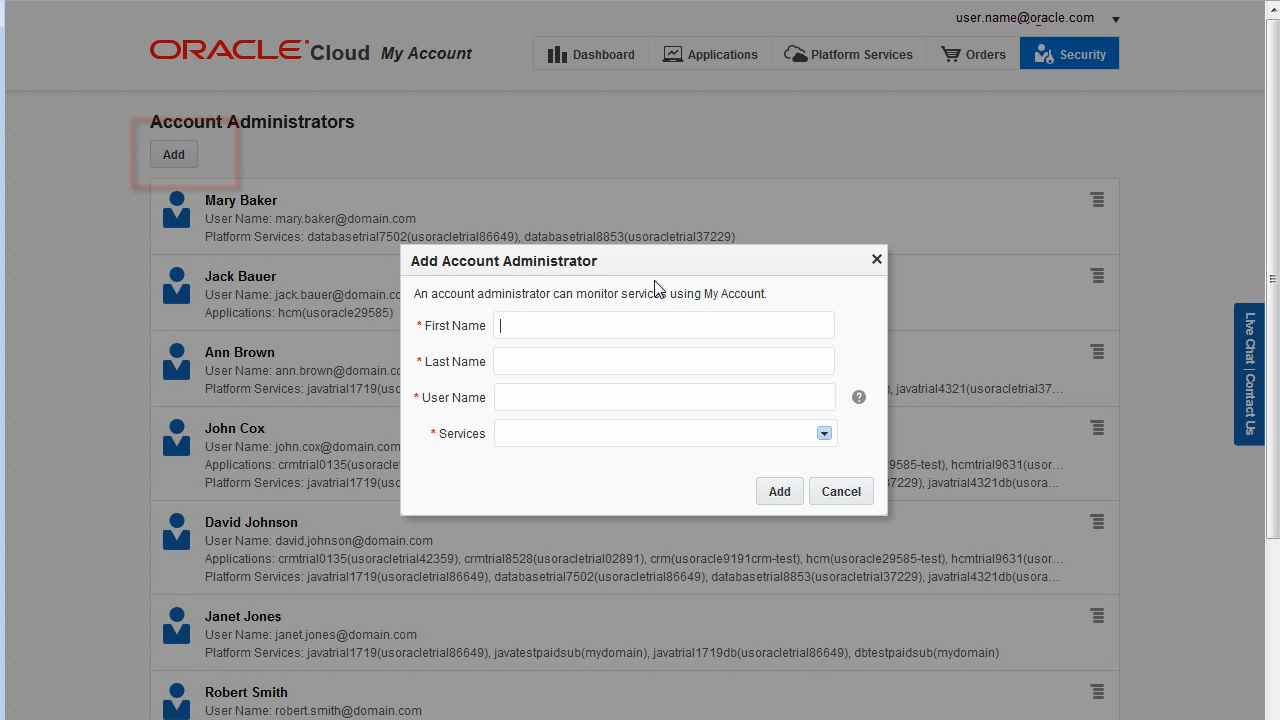 user.name@oracle.com
ORACLE Cloud My Account
Dashboard
Applications
Platform Services
Orders
Security
Account Administrators
Add
Mary Baker
User Name: mary.baker@domain.com
Platform Services: databasetrial7502(usoracletrial86649), databasetrial8853(usoracletrial37229)
Jack Bauer
User Name: jack.bauer@domain.co
Applications: hcm(usoracle29585)
Ann Brown
User Name: ann.brown@domain.co
Platform Services: javatrial1719(usoracletrial8
, javatrial4321(usoracletrial37...
John Cox
User Name: john.cox@domain.com
Applications: crmtrial0135(usoracletri
9585-test), hcmtrial9631(usor...
Platform Services: javatrial1719(usoracletrial8
7229), javatrial4321db(usora...
David Johnson
User Name: david.johnson@domain.com
Applications: crmtrial0135(usoracletrial42359), crmtrial8528(usoracletrial02891), crm(usoracle9191crm-test), hcm(usoracle29585-test), hcmtrial9631(usor...
Platform Services: javatrial1719(usoracletrial86649), databasetrial7502(usoracletrial86649), databasetrial8853(usoracletrial37229), javatrial4321db(usora...
Janet Jones
User Name: janet.jones@domain.com
Platform Services: javatrial1719(usoracletrial86649), javatestpaidsub(mydomain), javatrial1719db(usoracletrial86649), dbtestpaidsub(mydomain)
Robert Smith
User Name: robert.smith@domain.com
Add Account Administrator
An account administrator can monitor services using My Account.
* First Name
* Last Name
* User Name
?
* Services
Add
Cancel
Live Chat | Contact Us